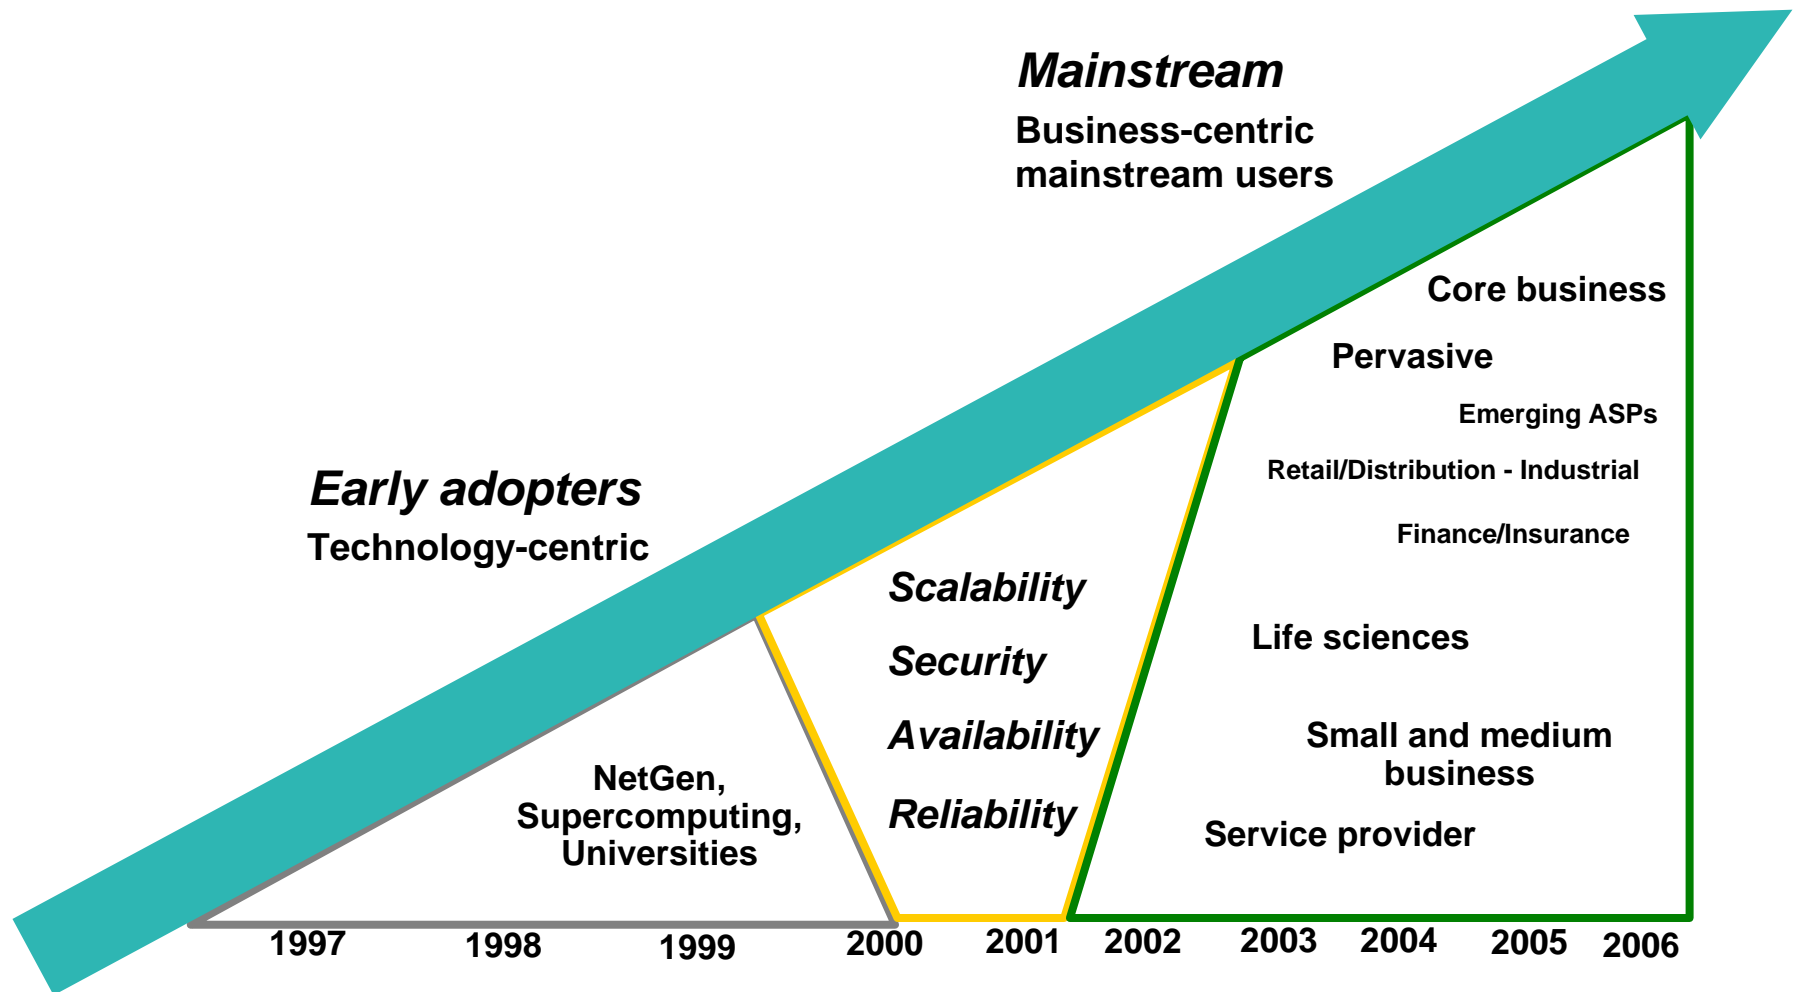 Mainstream
Business-centric
mainstream users
Early adopters
Technology-centric
NetGen,
Supercomputing,
Universities
Scalability
Security
Availability
Reliability
Core business
Pervasive
Emerging ASPs
Retail/Distribution - Industrial
Finance/Insurance
Life sciences
Small and medium
business
Service provider
1997 1998 1999 2000 2001 2002 2003 2004 2005 2006